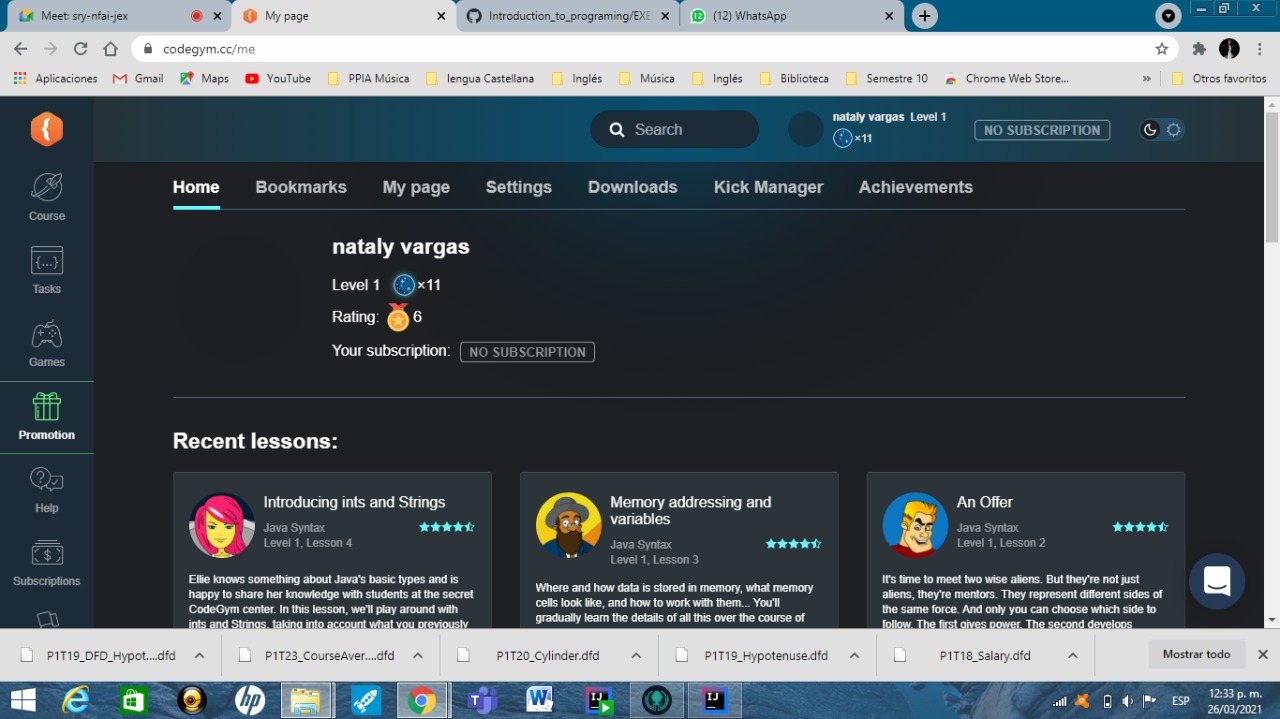 Meet: sry-nfai-jex
My page
Introduction_to_programing/EXE
(12) WhatsApp
codegym.cc/me
Aplicaciones
Gmail
Maps
YouTube
PPIA Música
lengua Castellana
Inglés
Música
Inglés
Biblioteca
Semestre 10
Chrome Web Store...
»
Otros favoritos
Search
nataly vargas Level 1
×11
NO SUBSCRIPTION
Course
{...}
Tasks
Games
Promotion
Help
Subscriptions
Home
Bookmarks
My page
Settings
Downloads
Kick Manager
Achievements
nataly vargas
Level 1 ×11
Rating: 6
Your subscription: NO SUBSCRIPTION
Recent lessons:
Introducing ints and Strings
Java Syntax
Level 1, Lesson 4
Ellie knows something about Java's basic types and is
happy to share her knowledge with students at the secret
CodeGym center. In this lesson, we'll play around with
ints and Strings, taking into account what you previously
Memory addressing and
variables
Java Syntax
Level 1, Lesson 3
Where and how data is stored in memory, what memory
cells look like, and how to work with them... You'll
gradually learn the details of all this over the course of
An Offer
Java Syntax
Level 1, Lesson 2
It's time to meet two wise aliens. But they're not just
aliens, they're mentors. They represent different sides of
the same force. And only you can choose which side to
follow. The first gives power. The second develops
P1T19_DFD_Hypot....dfd
P1T23_CourseAver....dfd
P1T20_Cylinder.dfd
P1T19_Hypotenuse.dfd
P1T18_Salary.dfd
Mostrar todo
ESP
12:33 p. m.
26/03/2021